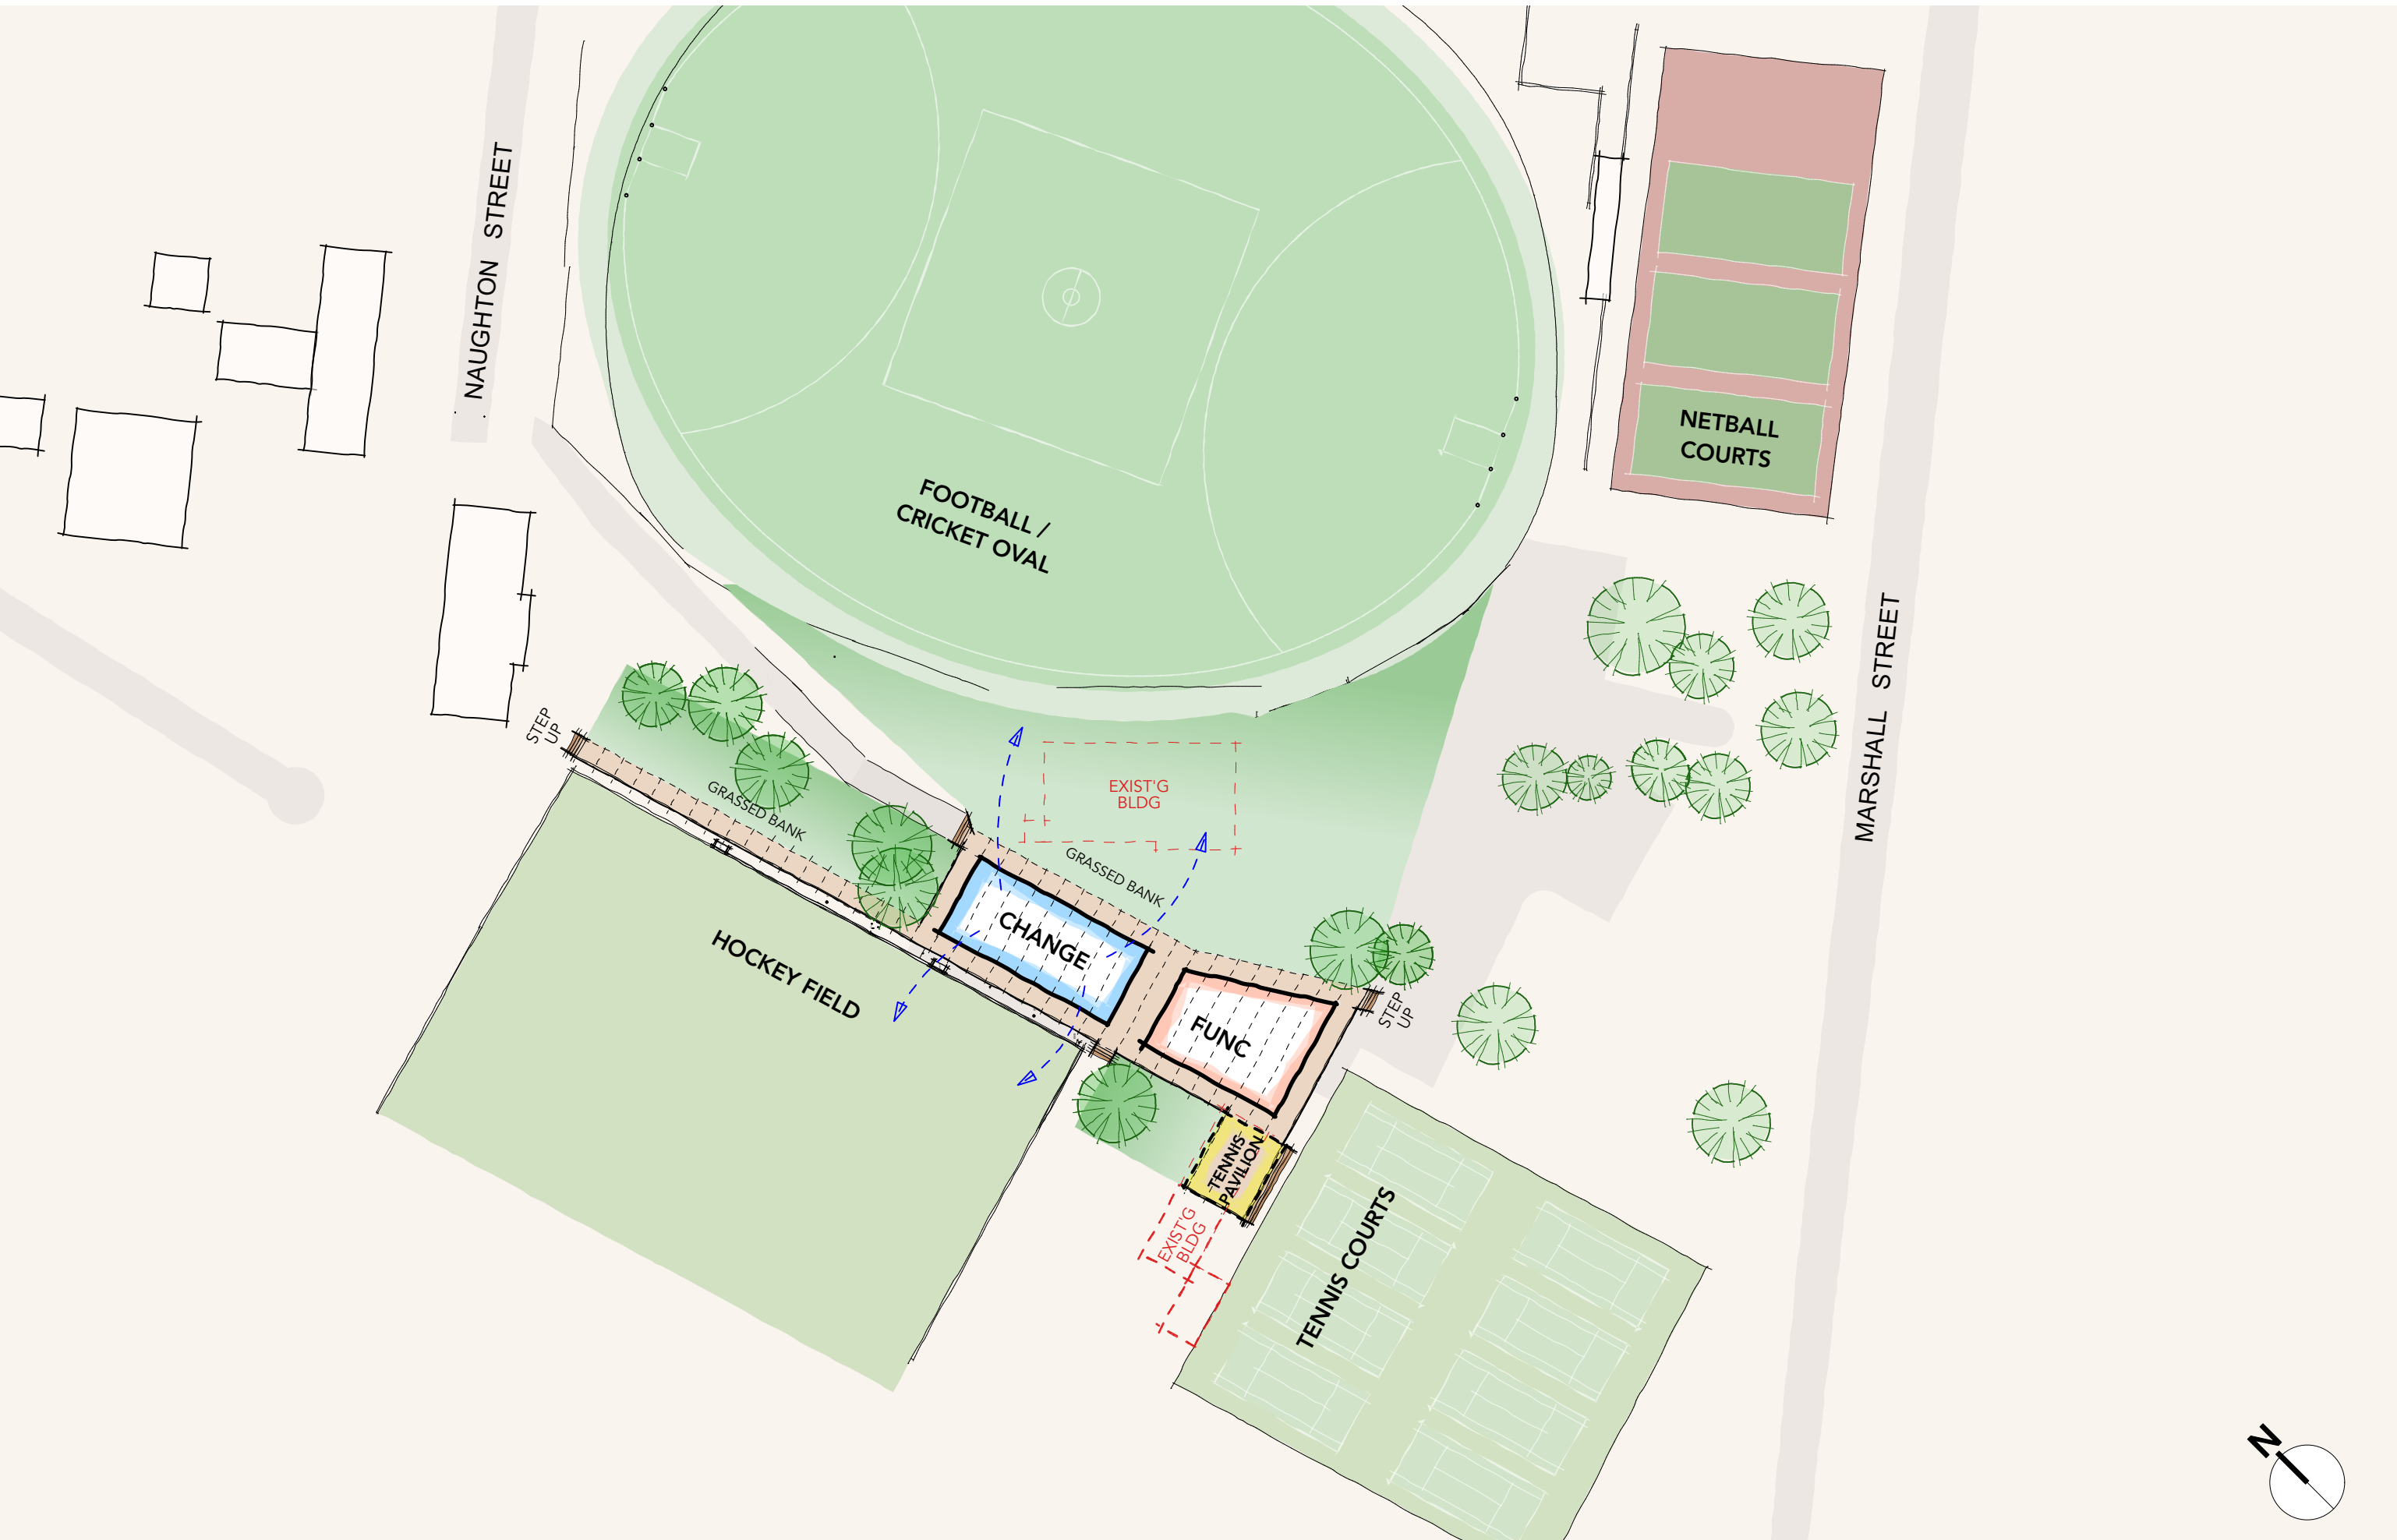 NAUGHTON STREET
NETBALL
COURTS
FOOTBALL /
CRICKET OVAL
MARSHALL STREET
STEP
UP
GRASSED BANK
EXIST'G
BLDG
GRASSED BANK
CHANGE
HOCKEY FIELD
FUNC
STEP
UP
TENNIS
PAVILION
EXIST'G
BLDG
TENNIS COURTS
N